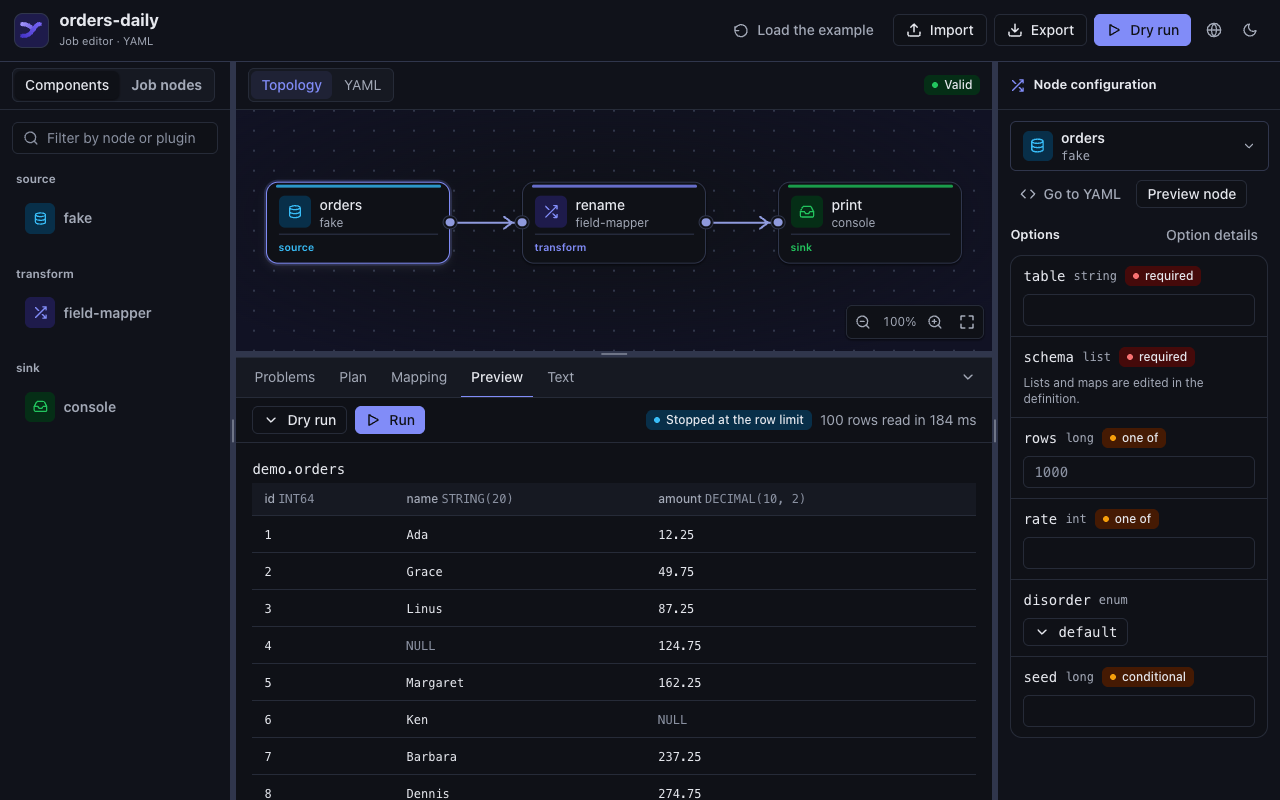 orders-daily
Job editor · YAML
Load the example
Import
Export
Dry run
Components
Job nodes
Filter by node or plugin
source
fake
transform
field-mapper
sink
console
Topology
YAML
Valid
orders
fake
source
rename
field-mapper
transform
print
console
sink
100%
Problems
Plan
Mapping
Preview
Text
Dry run
Run
Stopped at the row limit
100 rows read in 184 ms
demo.orders
id INT64 name STRING(20) amount DECIMAL(10, 2)
1 Ada 12.25
2 Grace 49.75
3 Linus 87.25
4 NULL 124.75
5 Margaret 162.25
6 Ken NULL
7 Barbara 237.25
8 Dennis 274.75
Node configuration
orders
fake
Go to YAML
Preview node
Options
Option details
table string required
schema list required
Lists and maps are edited in the
definition.
rows long one of
1000
rate int one of
disorder enum
default
seed long conditional